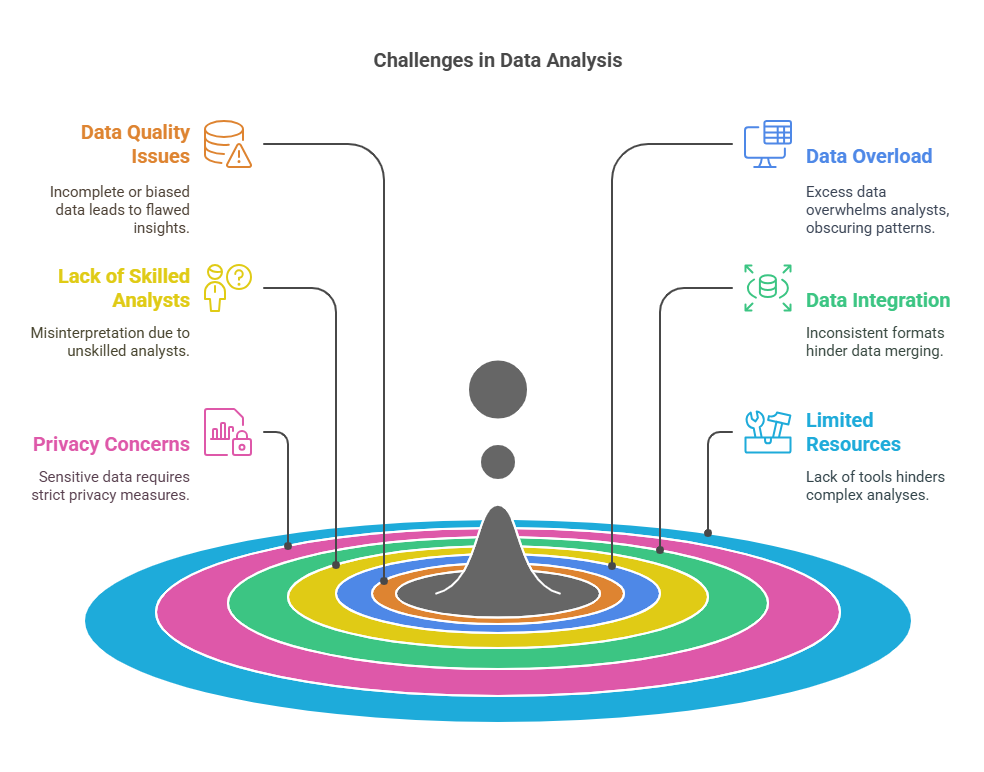 Challenges in Data Analysis
Data Quality
Issues
Incomplete or biased
data leads to flawed
insights.
Lack of Skilled
Analysts
Misinterpretation due to
unskilled analysts.
Privacy Concerns
Sensitive data requires
strict privacy measures.
Data Overload
Excess data
overwhelms analysts,
obscuring patterns.
Data Integration
Inconsistent formats
hinder data merging.
Limited
Resources
Lack of tools hinders
complex analyses.